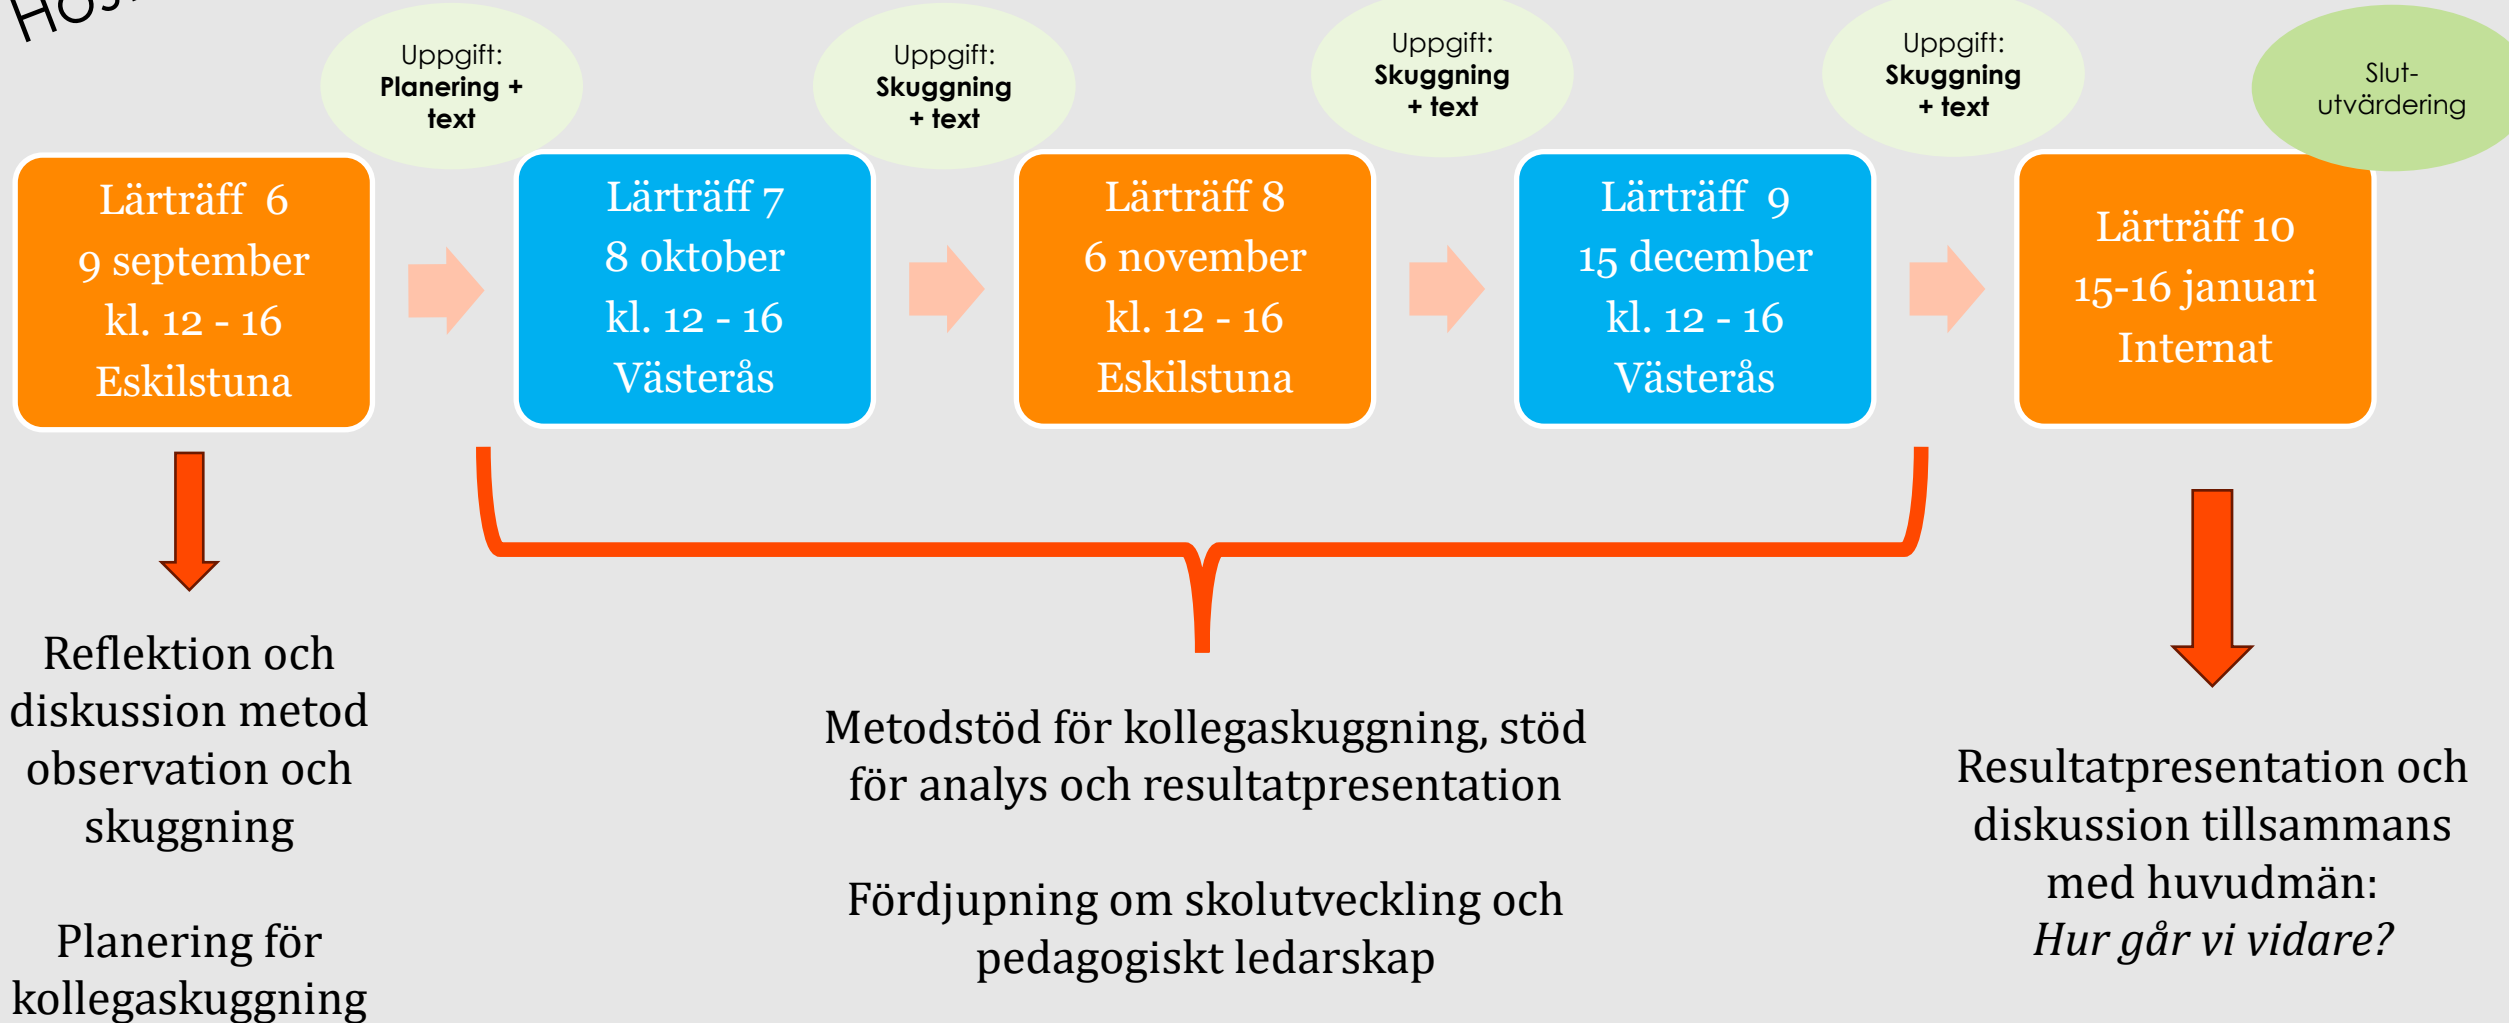 Uppgift:
Planering +
text
Uppgift:
Skuggning
+ text
Uppgift:
Skuggning
+ text
Uppgift:
Skuggning
+ text
Slut-
utvärdering
Lärträff 6
9 september
kl. 12 - 16
Eskilstuna
Lärträff 7
8 oktober
kl. 12 - 16
Västerås
Lärträff 8
6 november
kl. 12 - 16
Eskilstuna
Lärträff 9
15 december
kl. 12 - 16
Västerås
Lärträff 10
15-16 januari
Internat
Reflektion och
diskussion metod
observation och
skuggning
Planering för
kollegaskuggning
Metodstöd för kollegaskuggning, stöd
för analys och resultatpresentation
Fördjupning om skolutveckling och
pedagogiskt ledarskap
Resultatpresentation och
diskussion tillsammans
med huvudmän:
Hur går vi vidare?